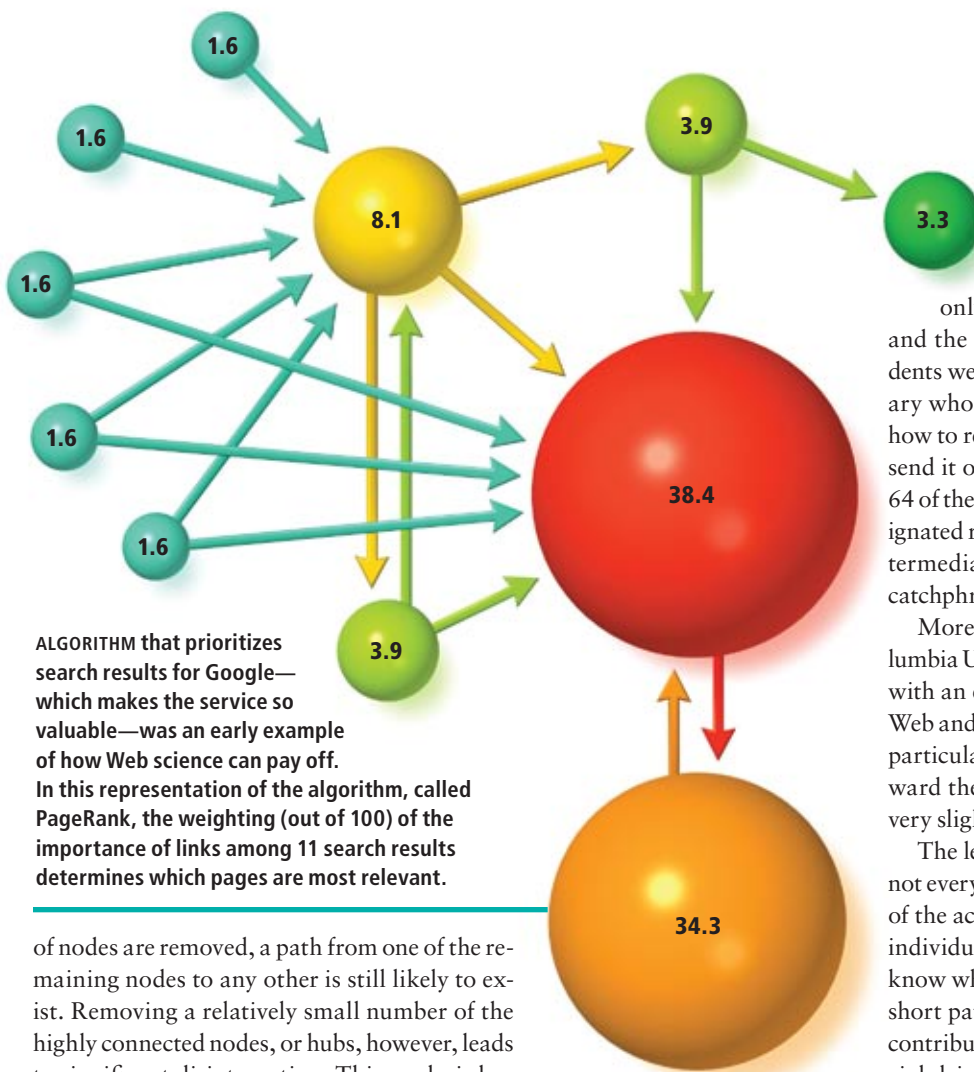 1.6
1.6
3.9
8.1
3.3
1.6
1.6
38.4
1.6
3.9
34.3
ALGORITHM that prioritizes
search results for Google—
which makes the service so
valuable—was an early example
of how Web science can pay off.
In this representation of the algorithm, called
PageRank, the weighting (out of 100) of the
importance of links among 11 search results
determines which pages are most relevant.
of nodes are removed, a path from one of the re-
maining nodes to any other is still likely to ex-
ist. Removing a relatively small number of the
highly connected nodes, or hubs, however, leads
onl
and the
dents we
ary who
how to re
send it o
64 of the
ignated r
termedia
catchphr
More
lumbia U
with an
Web and
particula
ward the
very sligh
The le
not every
of the ac
individu
know wh
short pa
contribu